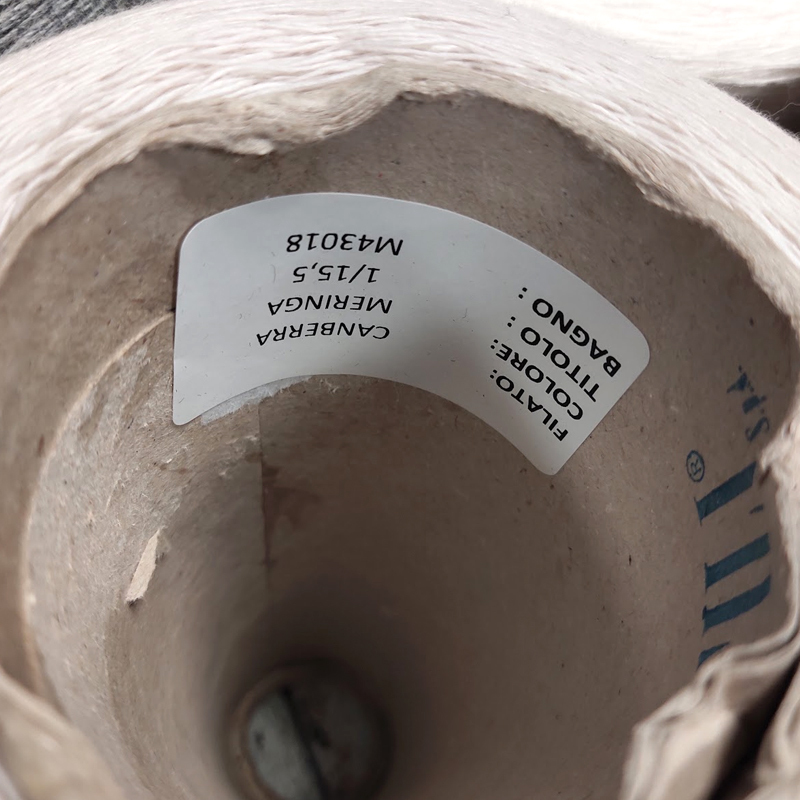 FILATO: CANBERRA
COLORE: MERINGA
TITOLO : 1/15,5
BAGNO : M43018
® S.p.A.